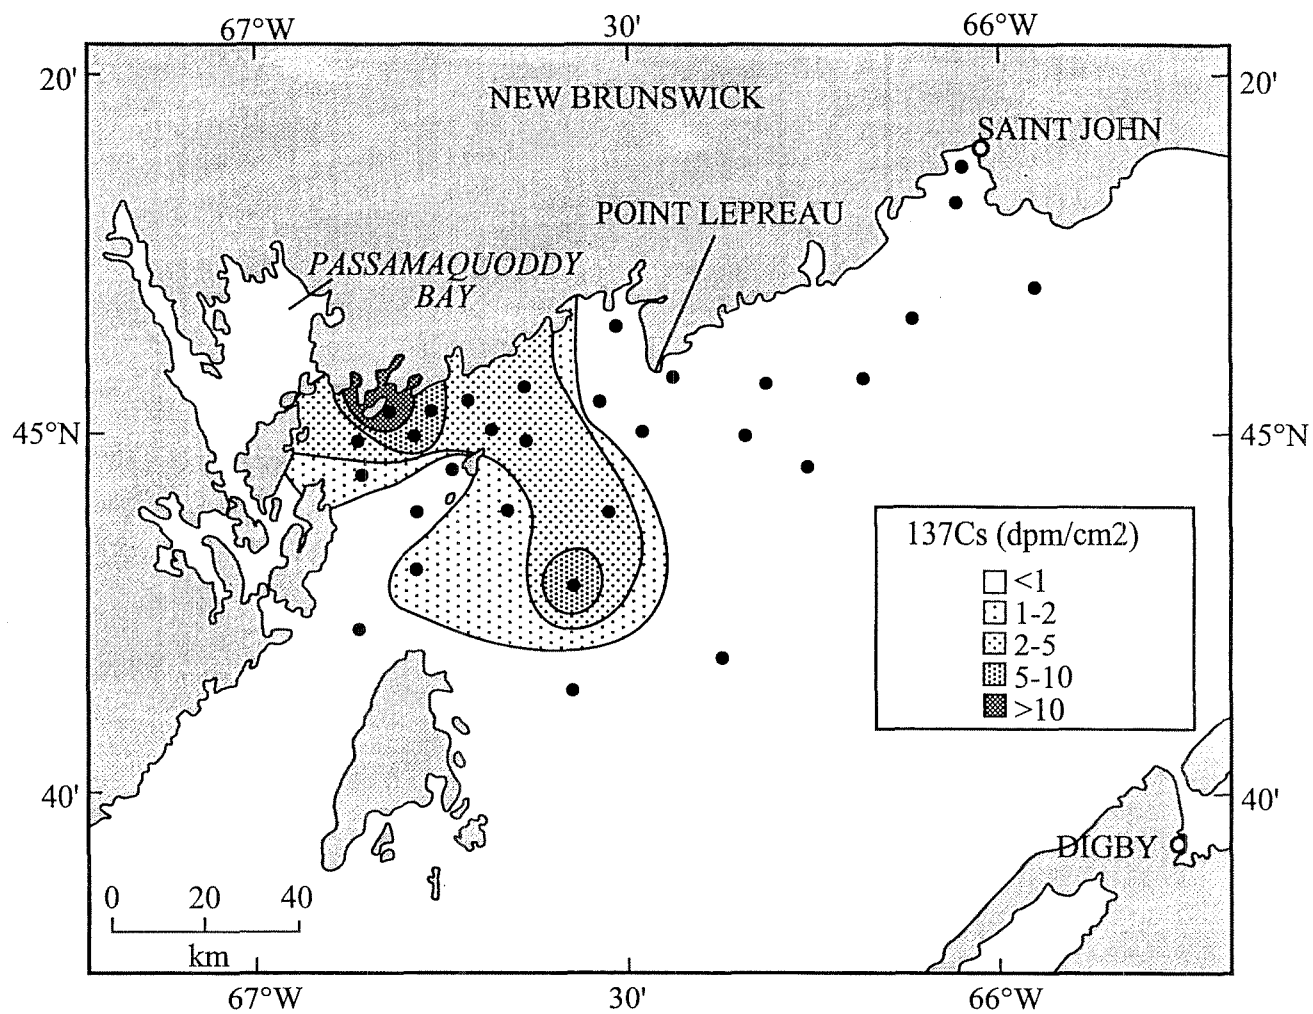 67°W 30' 66°W
20' 20'
NEW BRUNSWICK
SAINT JOHN
POINT LEPREAU
PASSAMAQUODDY
BAY
45°N 45°N
137Cs (dpm/cm2)
<1
1-2
2-5
5-10
>10
40' 40'
DIGBY
0 20 40
km
67°W 30' 66°W